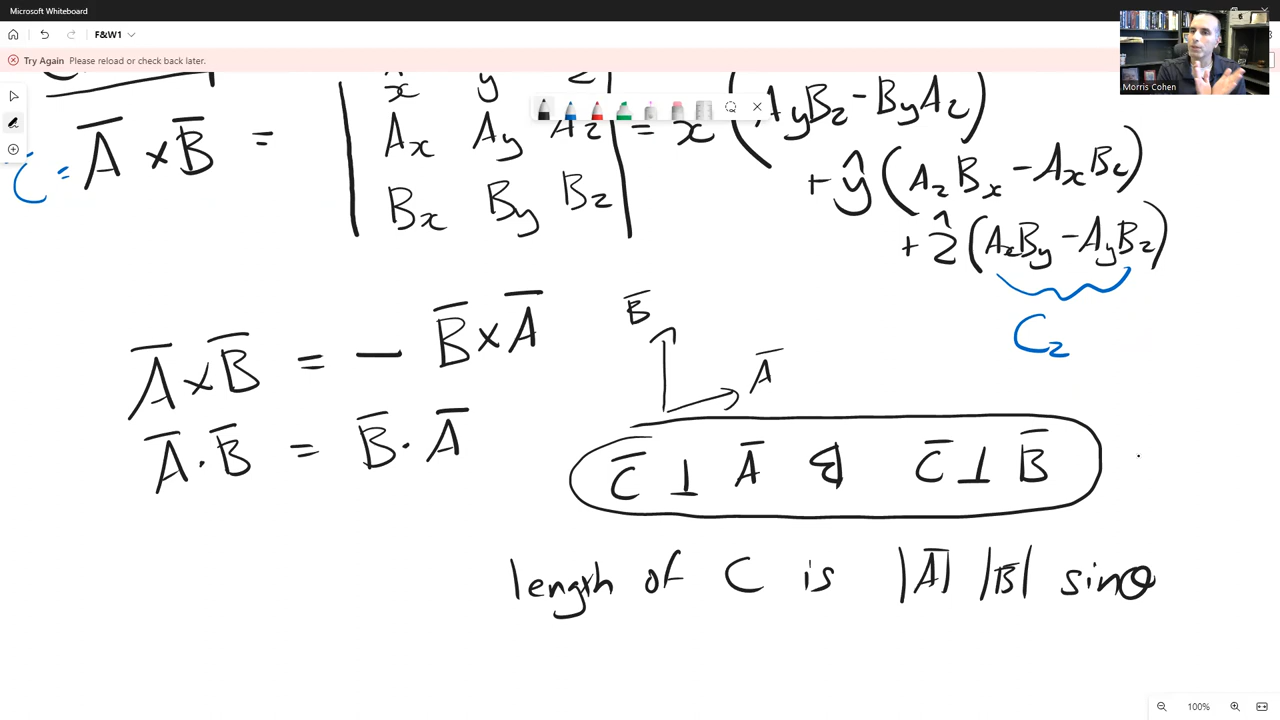 Microsoft Whiteboard
F&W1
Try Again Please reload or check back later.
Morris Cohen
x̂ y z
C̄ = Ā × B̄ = | Ax Ay Az | = x (AyBz − ByAz)
Bx By Bz
+ ŷ (AzBx − AxBz)
+ ẑ (AxBy − AyBz)
Cz
Ā × B̄ = − B̄ × Ā
Ā · B̄ = B̄ · Ā
B̄
Ā
C̄ ⊥ Ā & C̄ ⊥ B̄
length of C is |Ā| |B̄| sinθ
100%